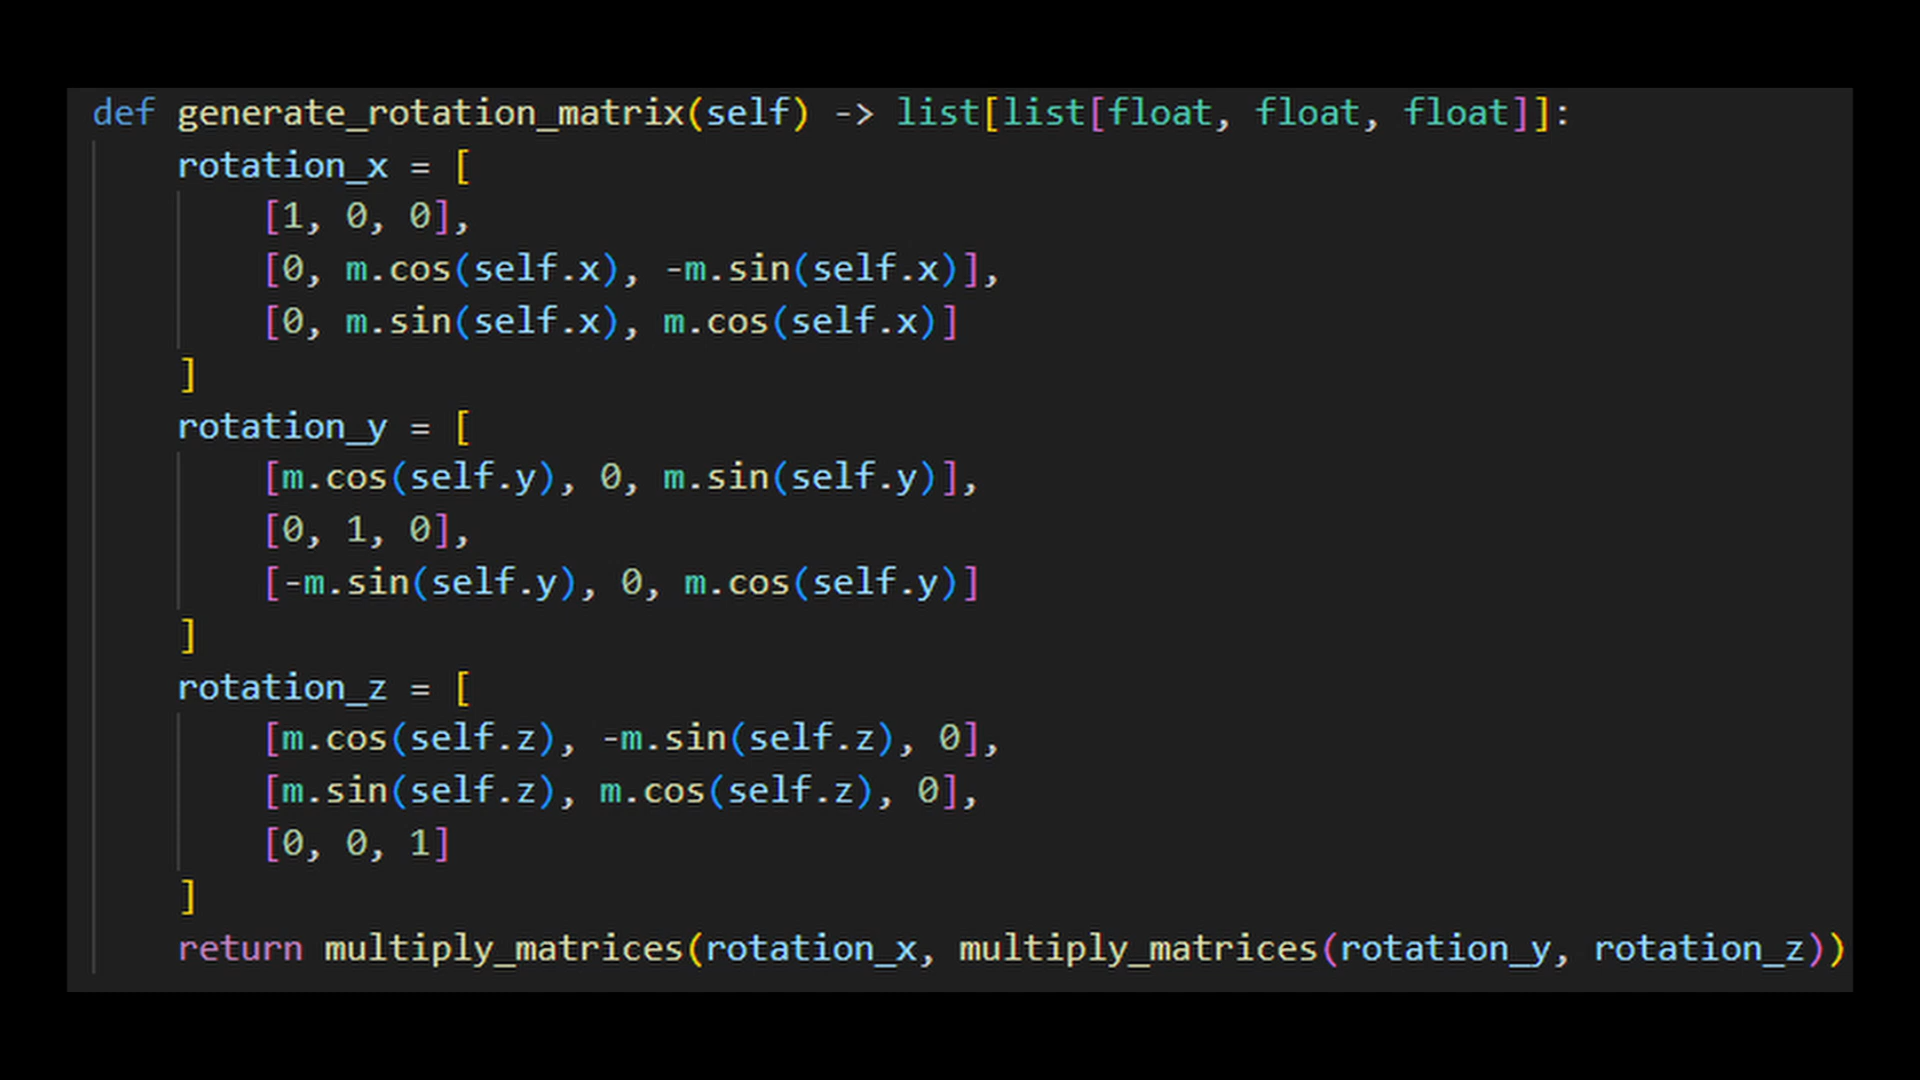 def generate_rotation_matrix(self) -> list[list[float, float, float]]:
    rotation_x = [
        [1, 0, 0],
        [0, m.cos(self.x), -m.sin(self.x)],
        [0, m.sin(self.x), m.cos(self.x)]
    ]
    rotation_y = [
        [m.cos(self.y), 0, m.sin(self.y)],
        [0, 1, 0],
        [-m.sin(self.y), 0, m.cos(self.y)]
    ]
    rotation_z = [
        [m.cos(self.z), -m.sin(self.z), 0],
        [m.sin(self.z), m.cos(self.z), 0],
        [0, 0, 1]
    ]
    return multiply_matrices(rotation_x, multiply_matrices(rotation_y, rotation_z))